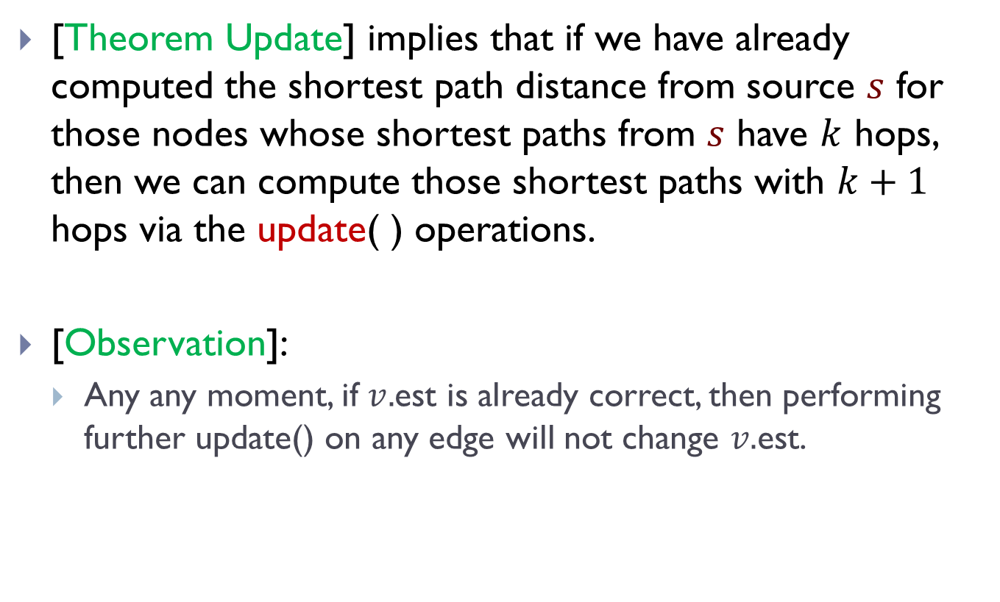 [Theorem Update] implies that if we have already
computed the shortest path distance from source s for
those nodes whose shortest paths from s have k hops,
then we can compute those shortest paths with k + 1
hops via the update( ) operations.
[Observation]:
Any any moment, if v.est is already correct, then performing
further update() on any edge will not change v.est.